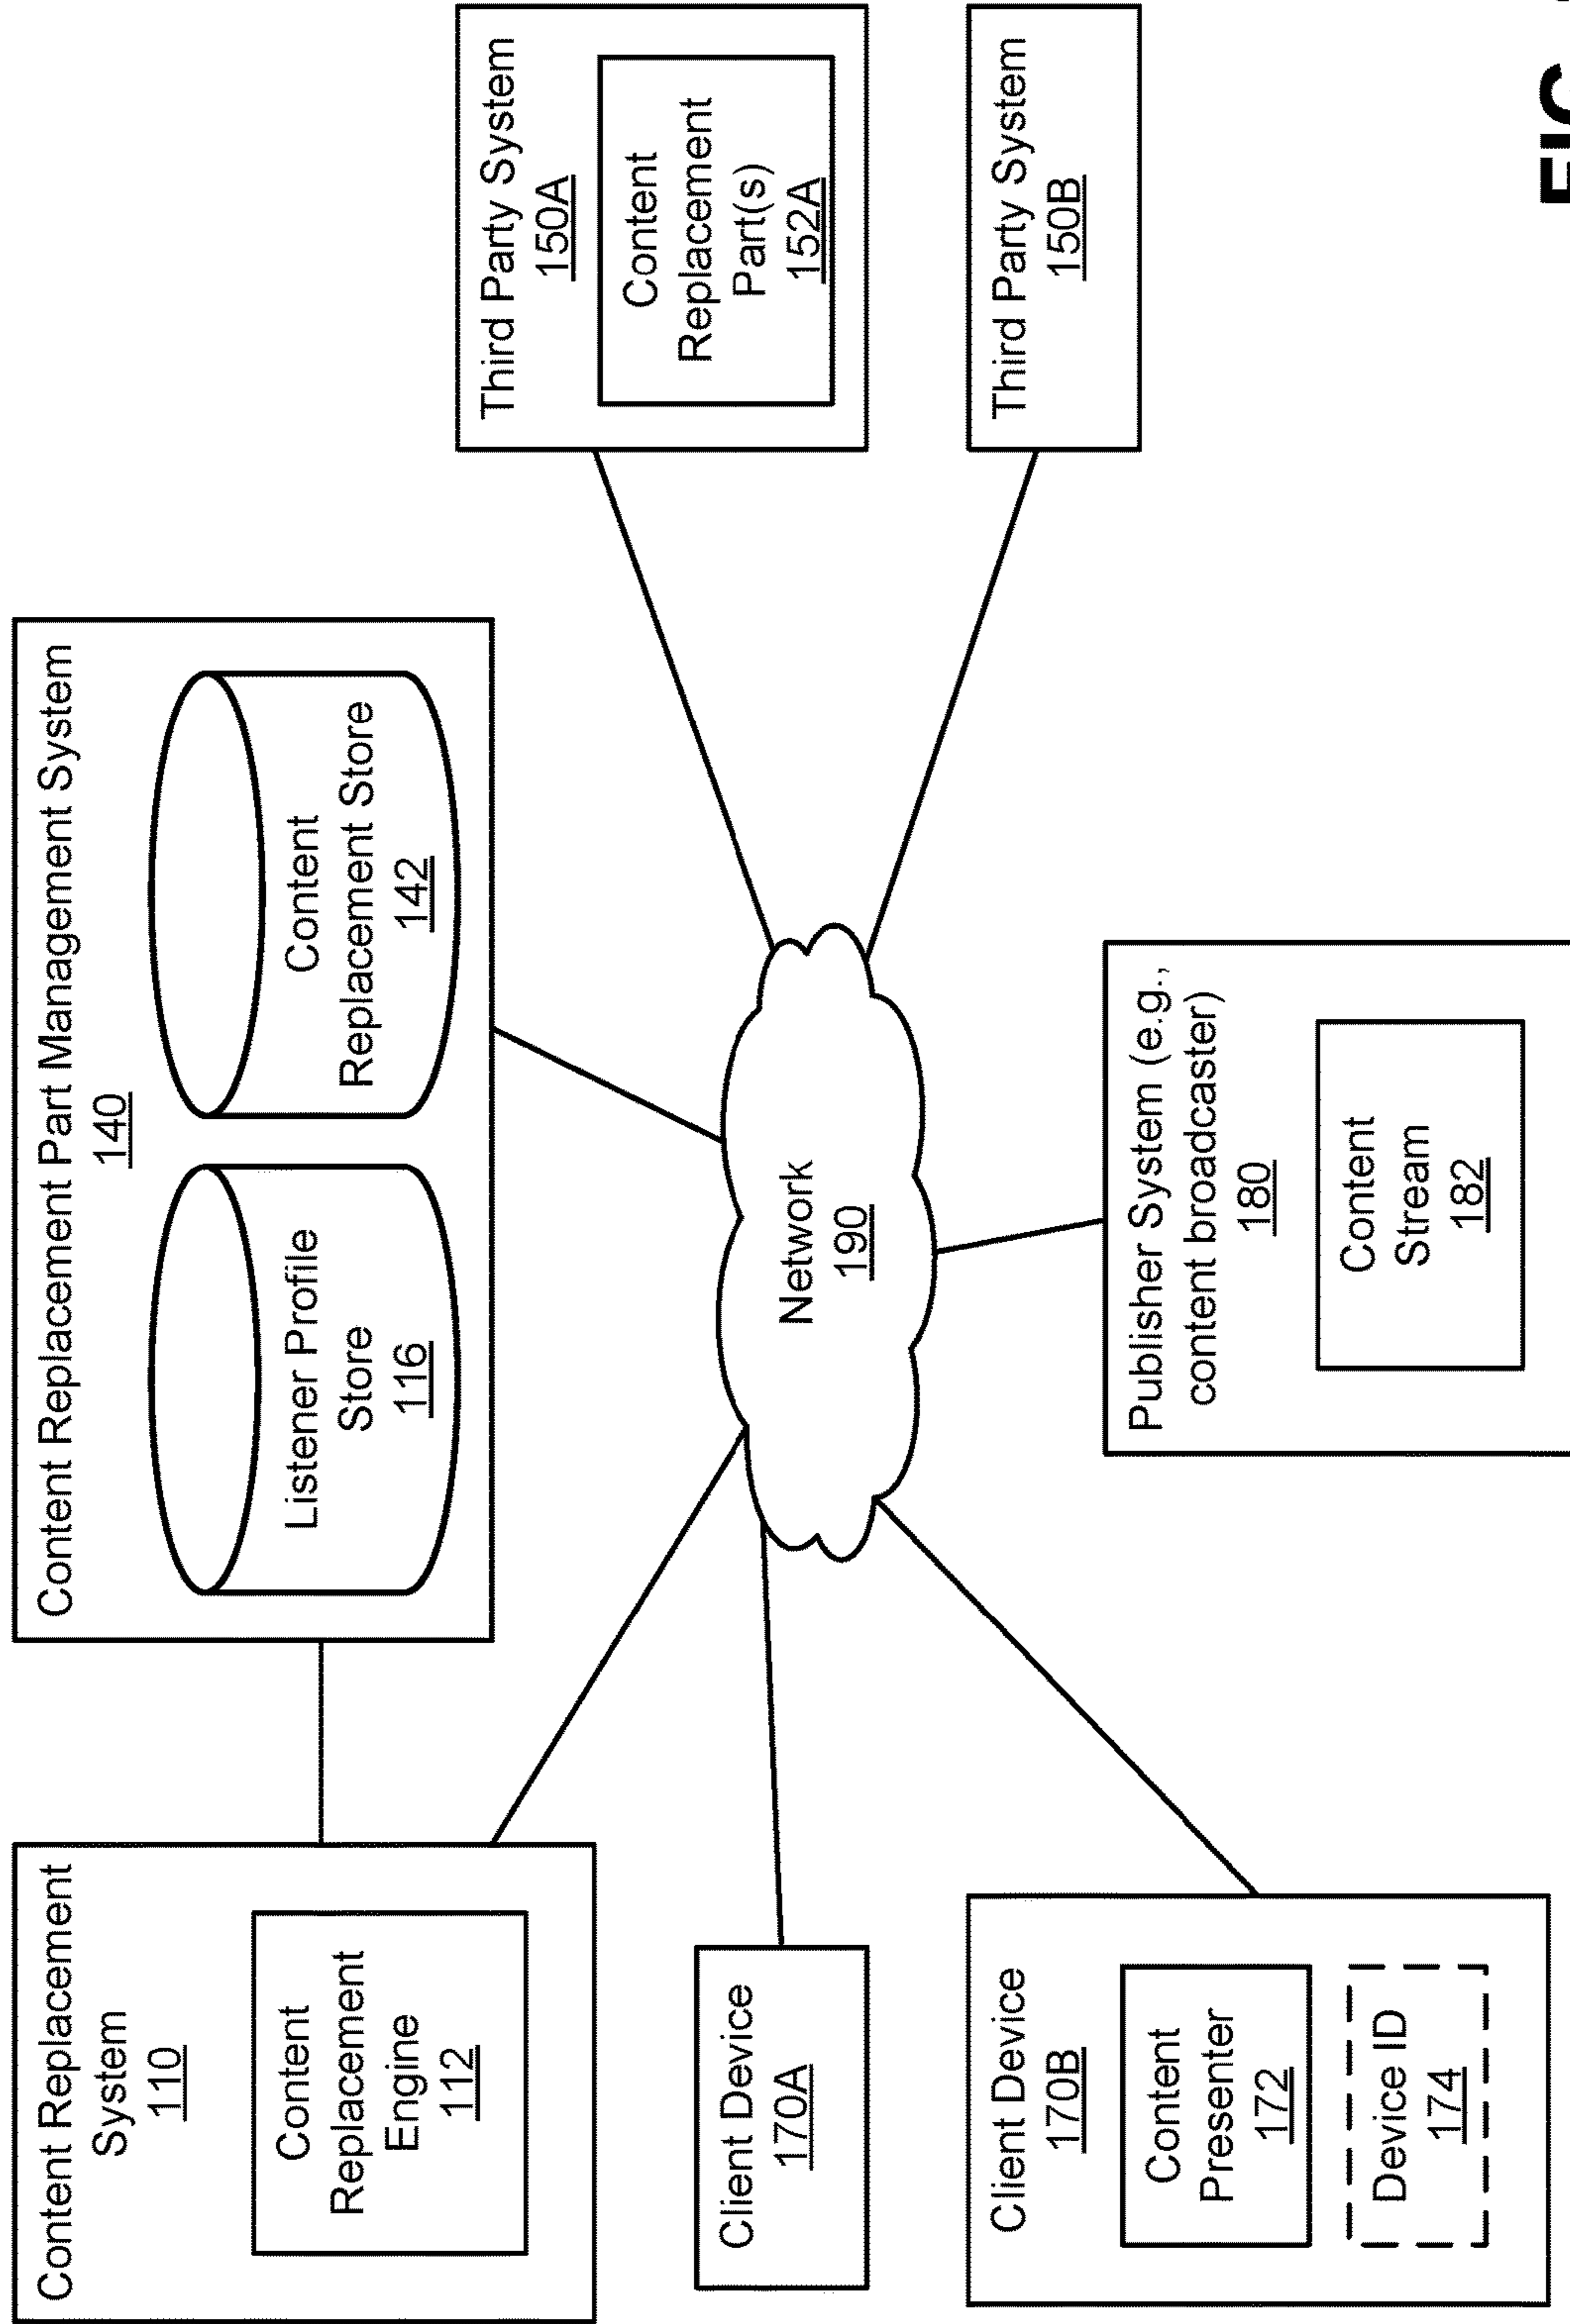 Content Replacement
System
110
Content
Replacement
Engine
112
Content Replacement Part Management System
140
Listener Profile
Store
116
Content
Replacement Store
142
Client Device
170A
Client Device
170B
Content
Presenter
172
Device ID
174
Network
190
Publisher System (e.g.,
content broadcaster)
180
Content
Stream
182
Third Party System
150A
Content
Replacement
Part(s)
152A
Third Party System
150B
FIG.